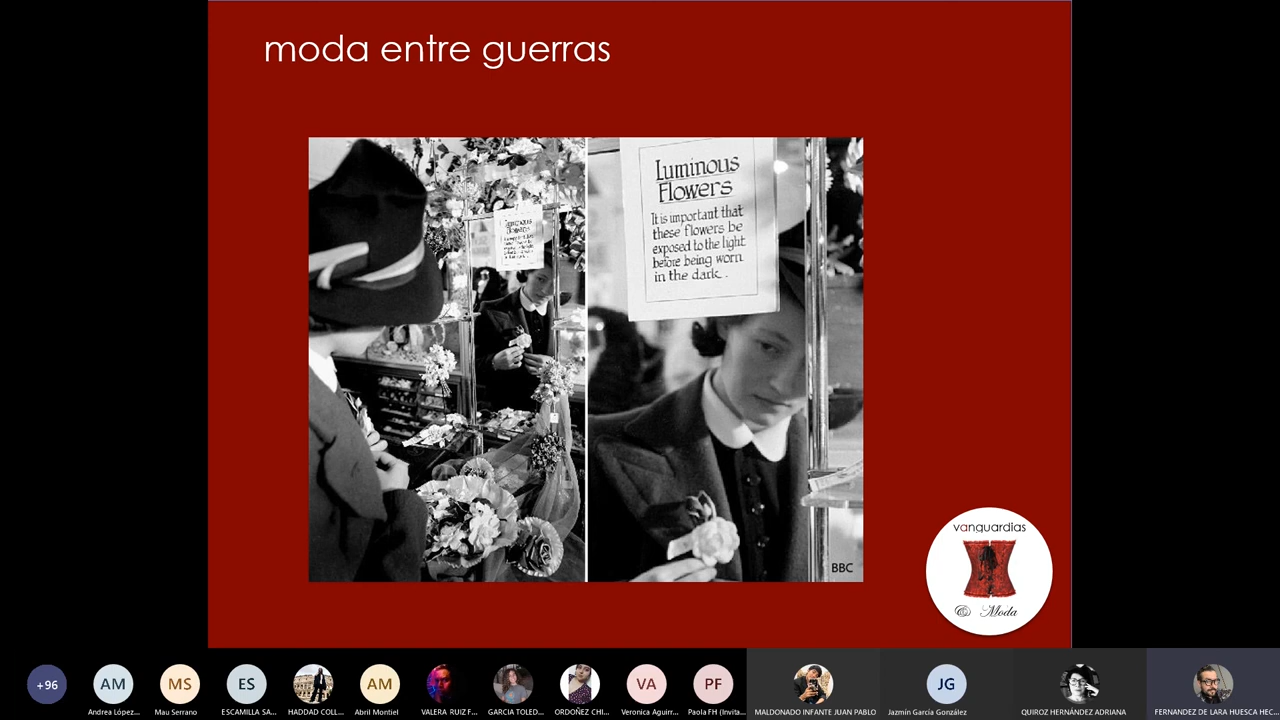 moda entre guerras
Luminous
Flowers
Luminous
Flowers
It is important that
these flowers be
exposed to the light
before being worn
in the dark.
BBC
vanguardias
& Moda
+96
AM
MS
ES
AM
VA
PF
JG
Andrea López...
Mau Serrano
ESCAMILLA SA...
HADDAD COLL...
Abril Montiel
VALERA RUIZ F...
GARCIA TOLED...
ORDOÑEZ CHI...
Veronica Aguirr...
Paola FH (Invita...
MALDONADO INFANTE JUAN PABLO
Jazmín García González
QUIROZ HERNÁNDEZ ADRIANA
FERNANDEZ DE LARA HUESCA HEC...